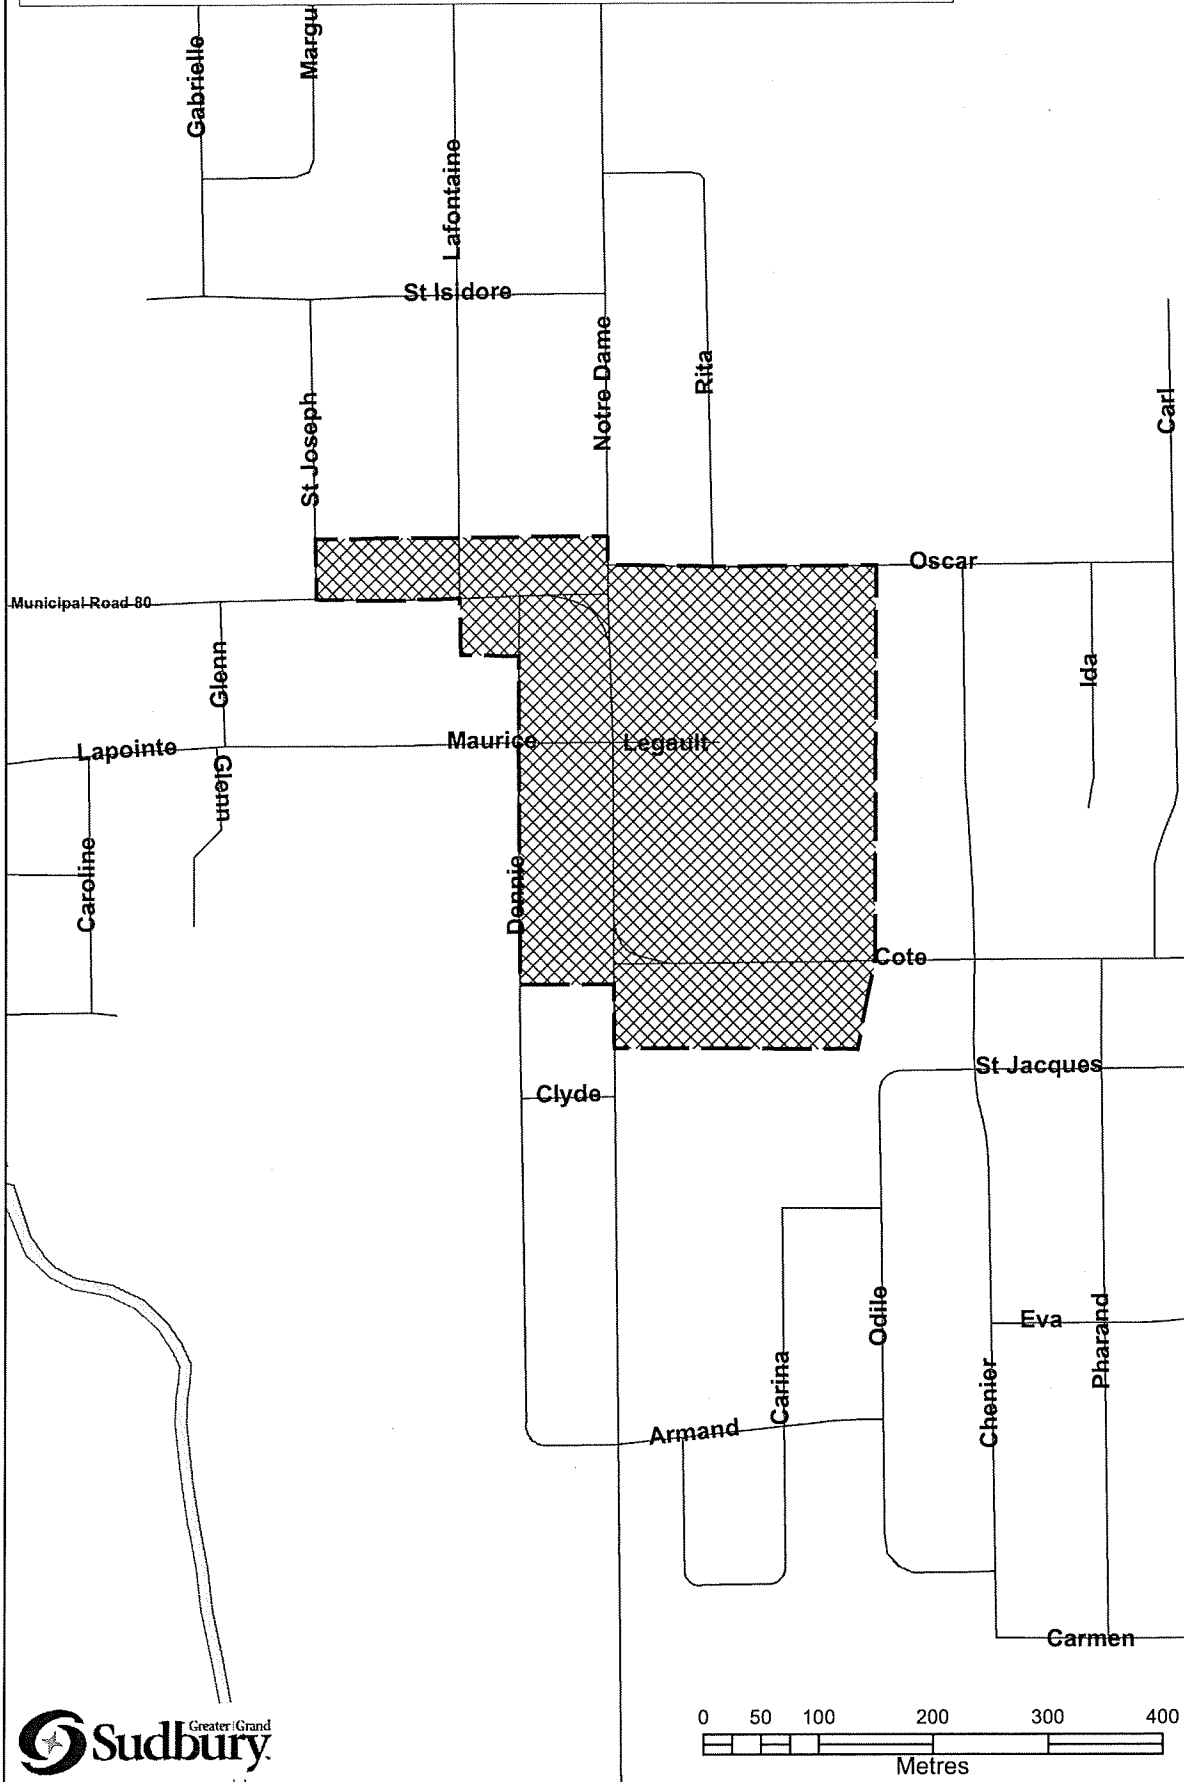 Gabrielle
Margu
Lafontaine
St Isidore
Notre Dame
Rita
St Joseph
Carl
Oscar
Municipal Road 80
Glenn
Ida
Lapointe
Maurice
Legault
Glenn
Caroline
Donnie
Cote
St Jacques
Clyde
Odile
Eva
Pharand
Carina
Chenier
Armand
Carmen
0 50 100 200 300 400
Metres
Greater Grand
Sudbury